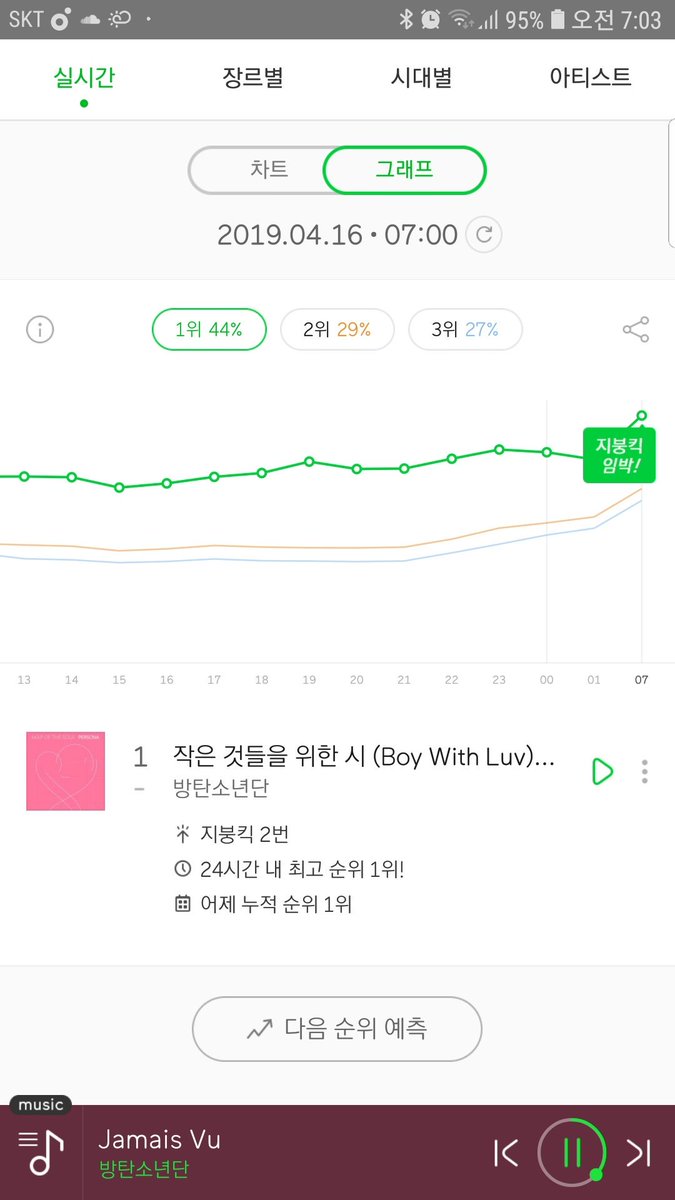 SKT 95% 오전 7:03
실시간 장르별 시대별 아티스트
차트 그래프
2019.04.16 • 07:00
1위 44% 2위 29% 3위 27%
지붕킥
임박!
13 14 15 16 17 18 19 20 21 22 23 00 01 07
PERSONA
1 작은 것들을 위한 시 (Boy With Luv)...
방탄소년단
지붕킥 2번
24시간 내 최고 순위 1위!
어제 누적 순위 1위
다음 순위 예측
music
Jamais Vu
방탄소년단